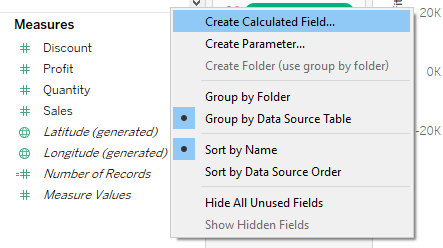 Measures
Discount
Profit
Quantity
Sales
Latitude (generated)
Longitude (generated)
Number of Records
Measure Values
Create Calculated Field...
Create Parameter...
Create Folder (use group by folder)
Group by Folder
Group by Data Source Table
Sort by Name
Sort by Data Source Order
Hide All Unused Fields
Show Hidden Fields
20K
0K
-20K